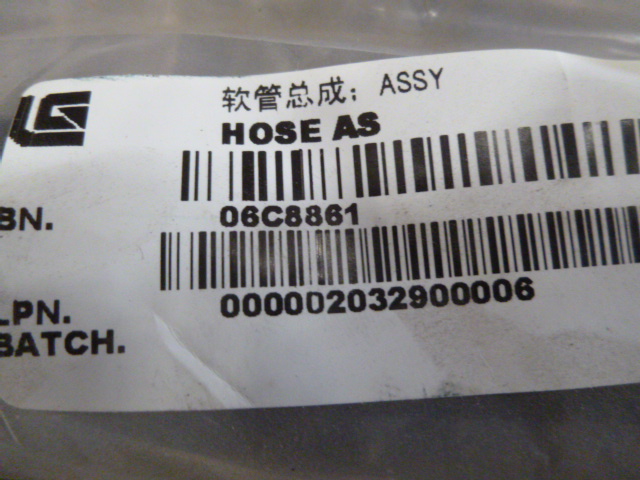 软管总成；ASSY
HOSE AS
BN. 06C8861
LPN. 000002032900006
BATCH.